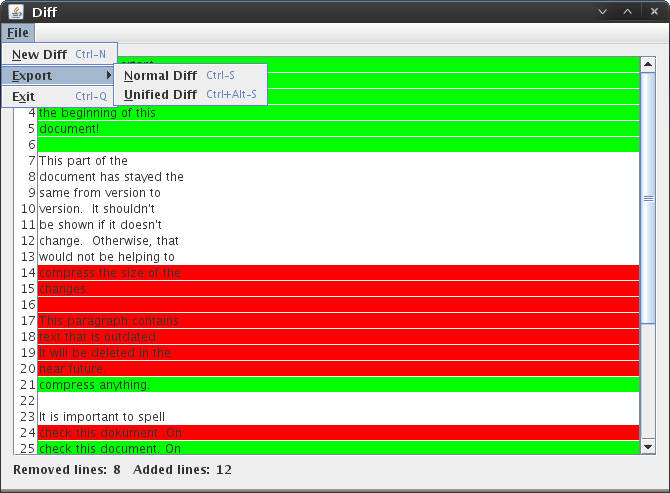 Diff
File
New Diff Ctrl-N
Export
Exit Ctrl-Q
Normal Diff Ctrl-S
Unified Diff Ctrl+Alt-S
4 the beginning of this
5 document!
6
7 This part of the
8 document has stayed the
9 same from version to
10 version. It shouldn't
11 be shown if it doesn't
12 change. Otherwise, that
13 would not be helping to
14 compress the size of the
15 changes.
16
17 This paragraph contains
18 text that is outdated.
19 It will be deleted in the
20 near future.
21 compress anything.
22
23 It is important to spell
24 check this dokument. On
25 check this document. On
Removed lines: 8 Added lines: 12